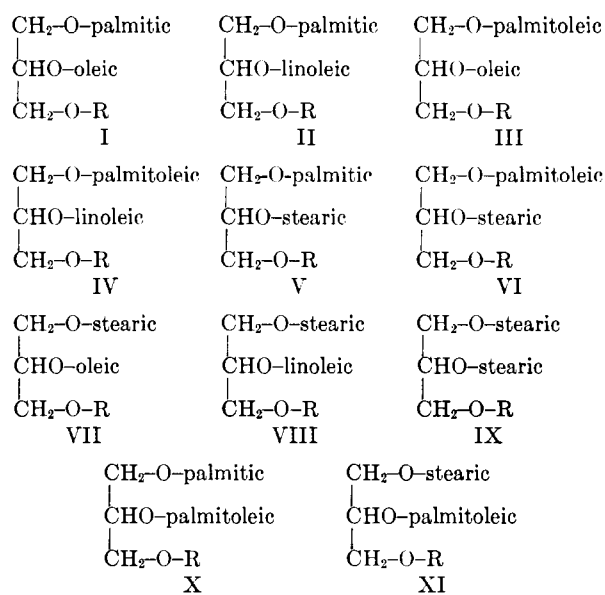 CH₂–O–palmitic CH₂–O–palmitic CH₂–O–palmitoleic
CHO–oleic CHO–linoleic CHO–oleic
CH₂–O–R CH₂–O–R CH₂–O–R
I II III
CH₂–O–palmitoleic CH₂–O–palmitic CH₂–O–palmitoleic
CHO–linoleic CHO–stearic CHO–stearic
CH₂–O–R CH₂–O–R CH₂–O–R
IV V VI
CH₂–O–stearic CH₂–O–stearic CH₂–O–stearic
CHO–oleic CHO–linoleic CHO–stearic
CH₂–O–R CH₂–O–R CH₂–O–R
VII VIII IX
CH₂–O–palmitic CH₂–O–stearic
CHO–palmitoleic CHO–palmitoleic
CH₂–O–R CH₂–O–R
X XI